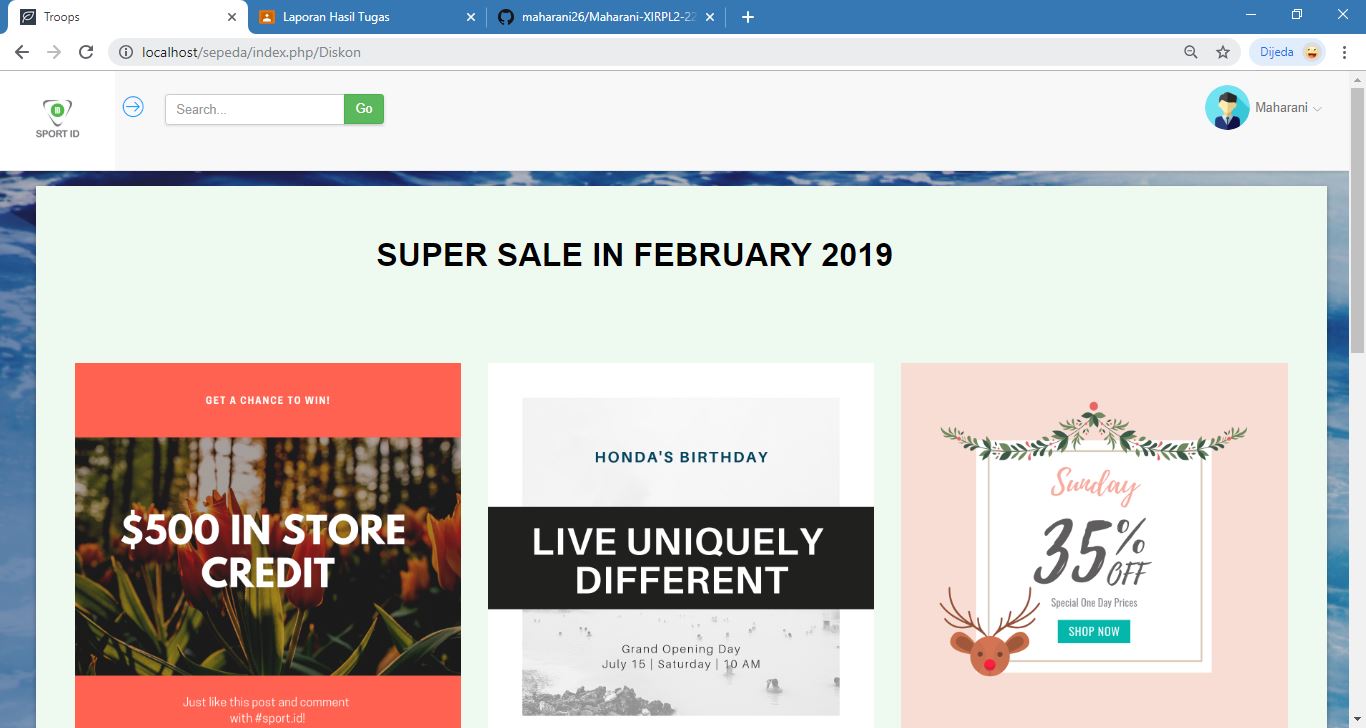 Troops
Laporan Hasil Tugas
maharani26/Maharani-XIRPL2-22
localhost/sepeda/index.php/Diskon
Dijeda
SPORT ID
Search...
Go
Maharani
SUPER SALE IN FEBRUARY 2019
GET A CHANCE TO WIN!
$500 IN STORE
CREDIT
Just like this post and comment
with #sport.id!
HONDA'S BIRTHDAY
LIVE UNIQUELY
DIFFERENT
Grand Opening Day
July 15 | Saturday | 10 AM
Sunday
35%
OFF
Special One Day Prices
SHOP NOW